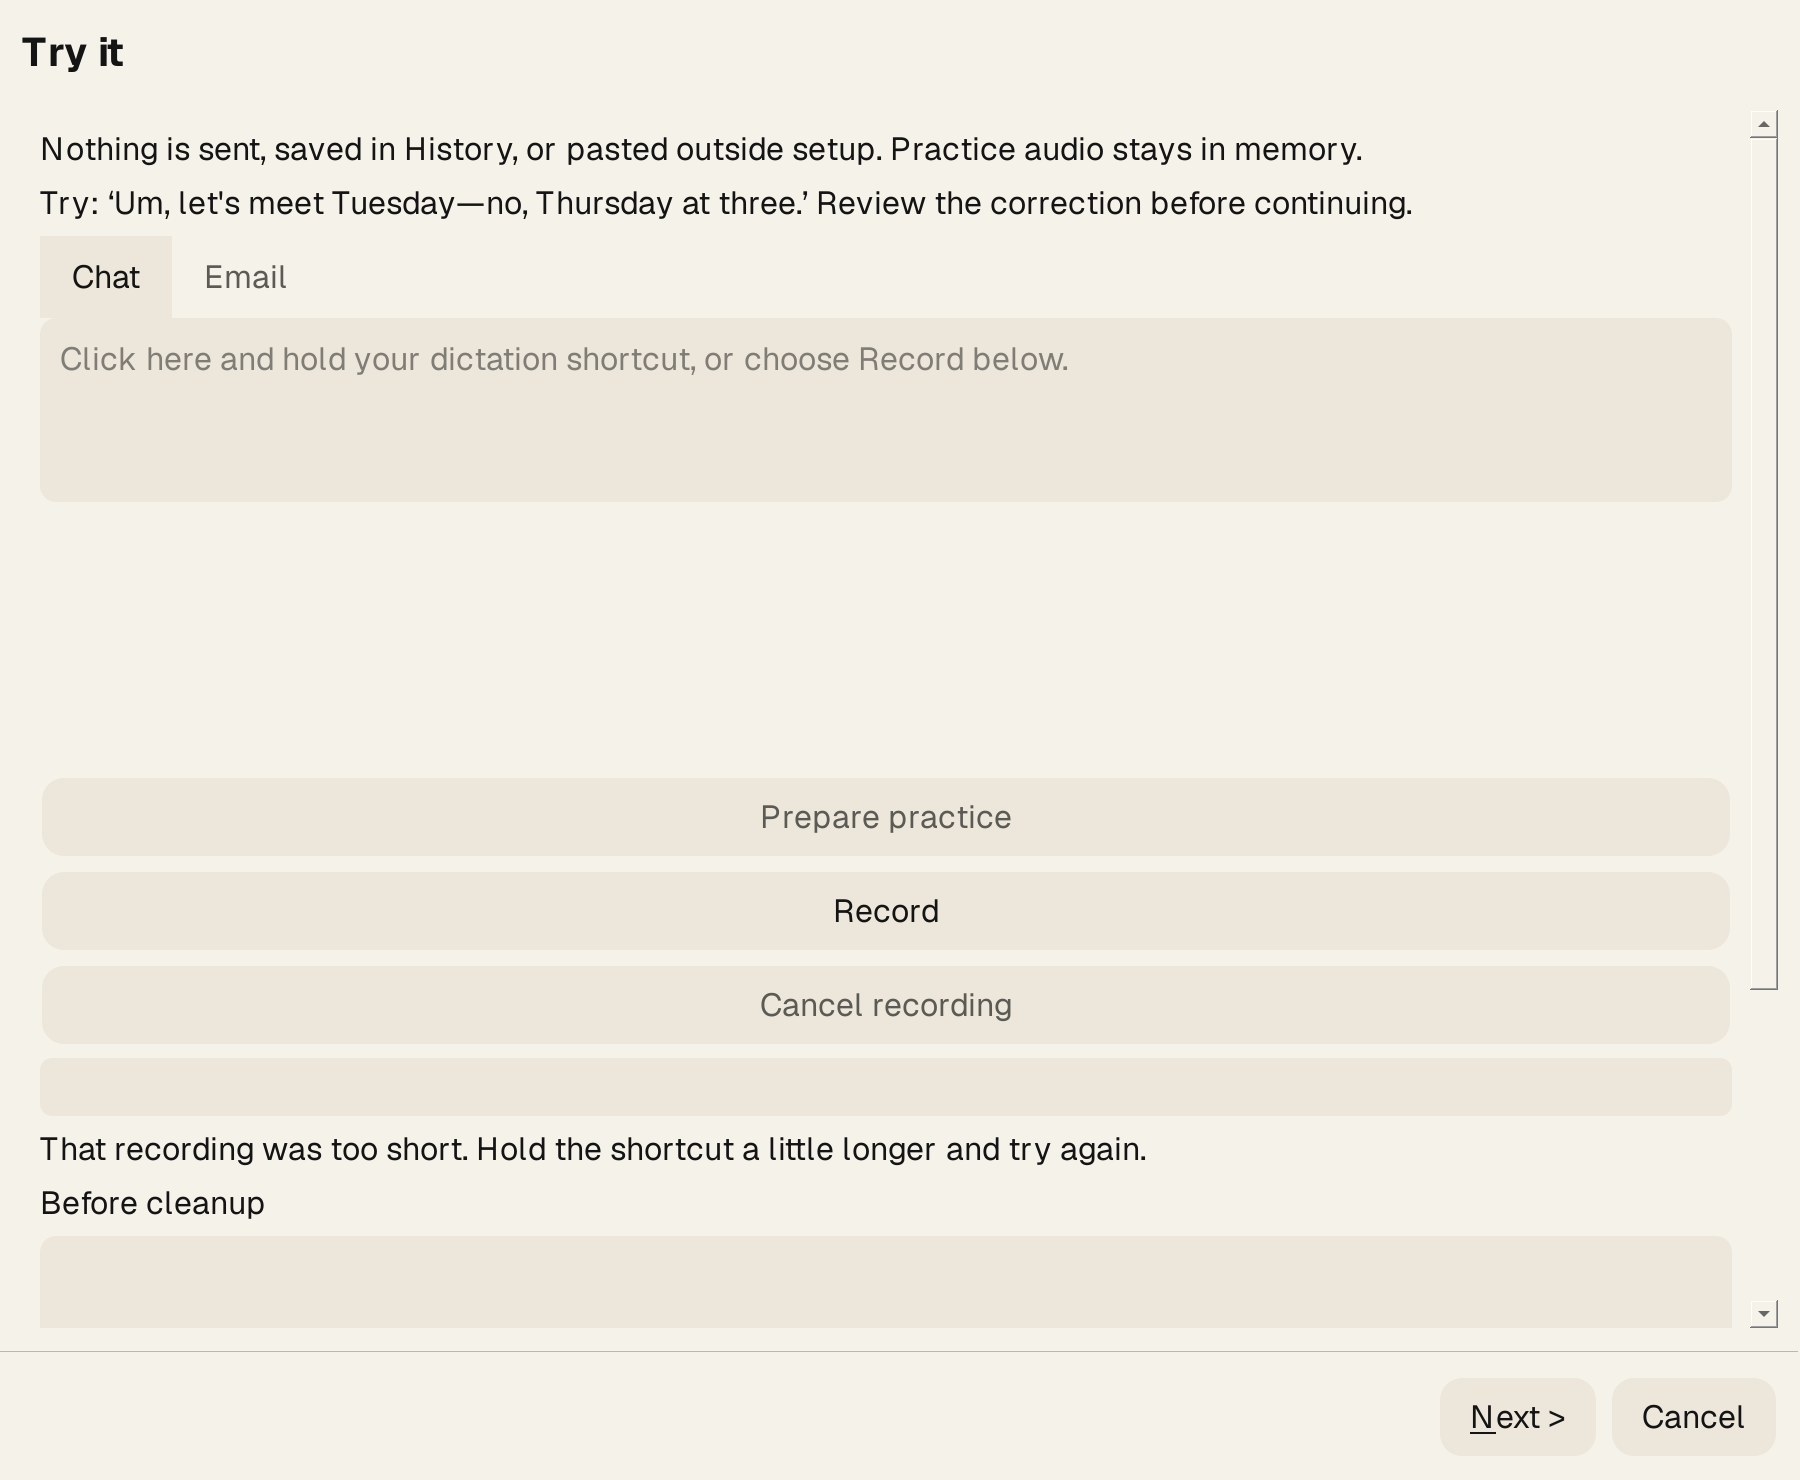 Try it
Nothing is sent, saved in History, or pasted outside setup. Practice audio stays in memory.
Try: ‘Um, let's meet Tuesday—no, Thursday at three.’ Review the correction before continuing.
Chat
Email
Click here and hold your dictation shortcut, or choose Record below.
Prepare practice
Record
Cancel recording
That recording was too short. Hold the shortcut a little longer and try again.
Before cleanup
Next >
Cancel